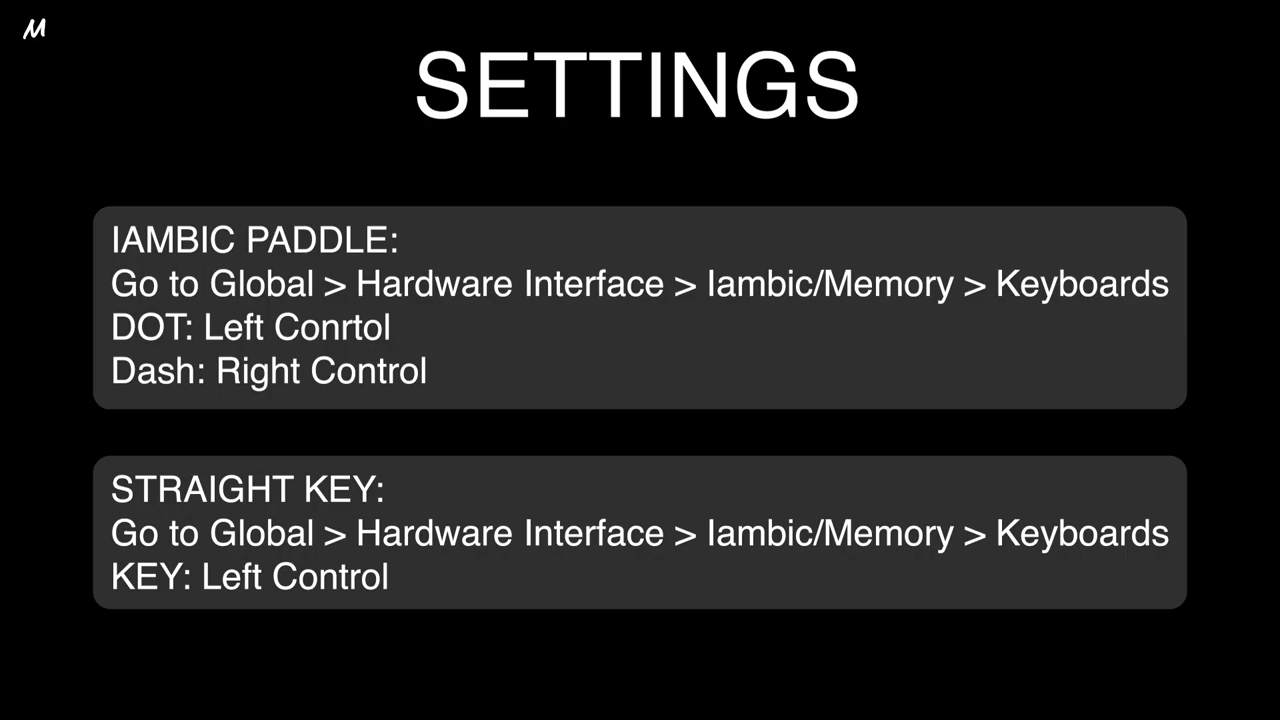 M
SETTINGS
IAMBIC PADDLE:
Go to Global > Hardware Interface > Iambic/Memory > Keyboards
DOT: Left Conrtol
Dash: Right Control
STRAIGHT KEY:
Go to Global > Hardware Interface > Iambic/Memory > Keyboards
KEY: Left Control